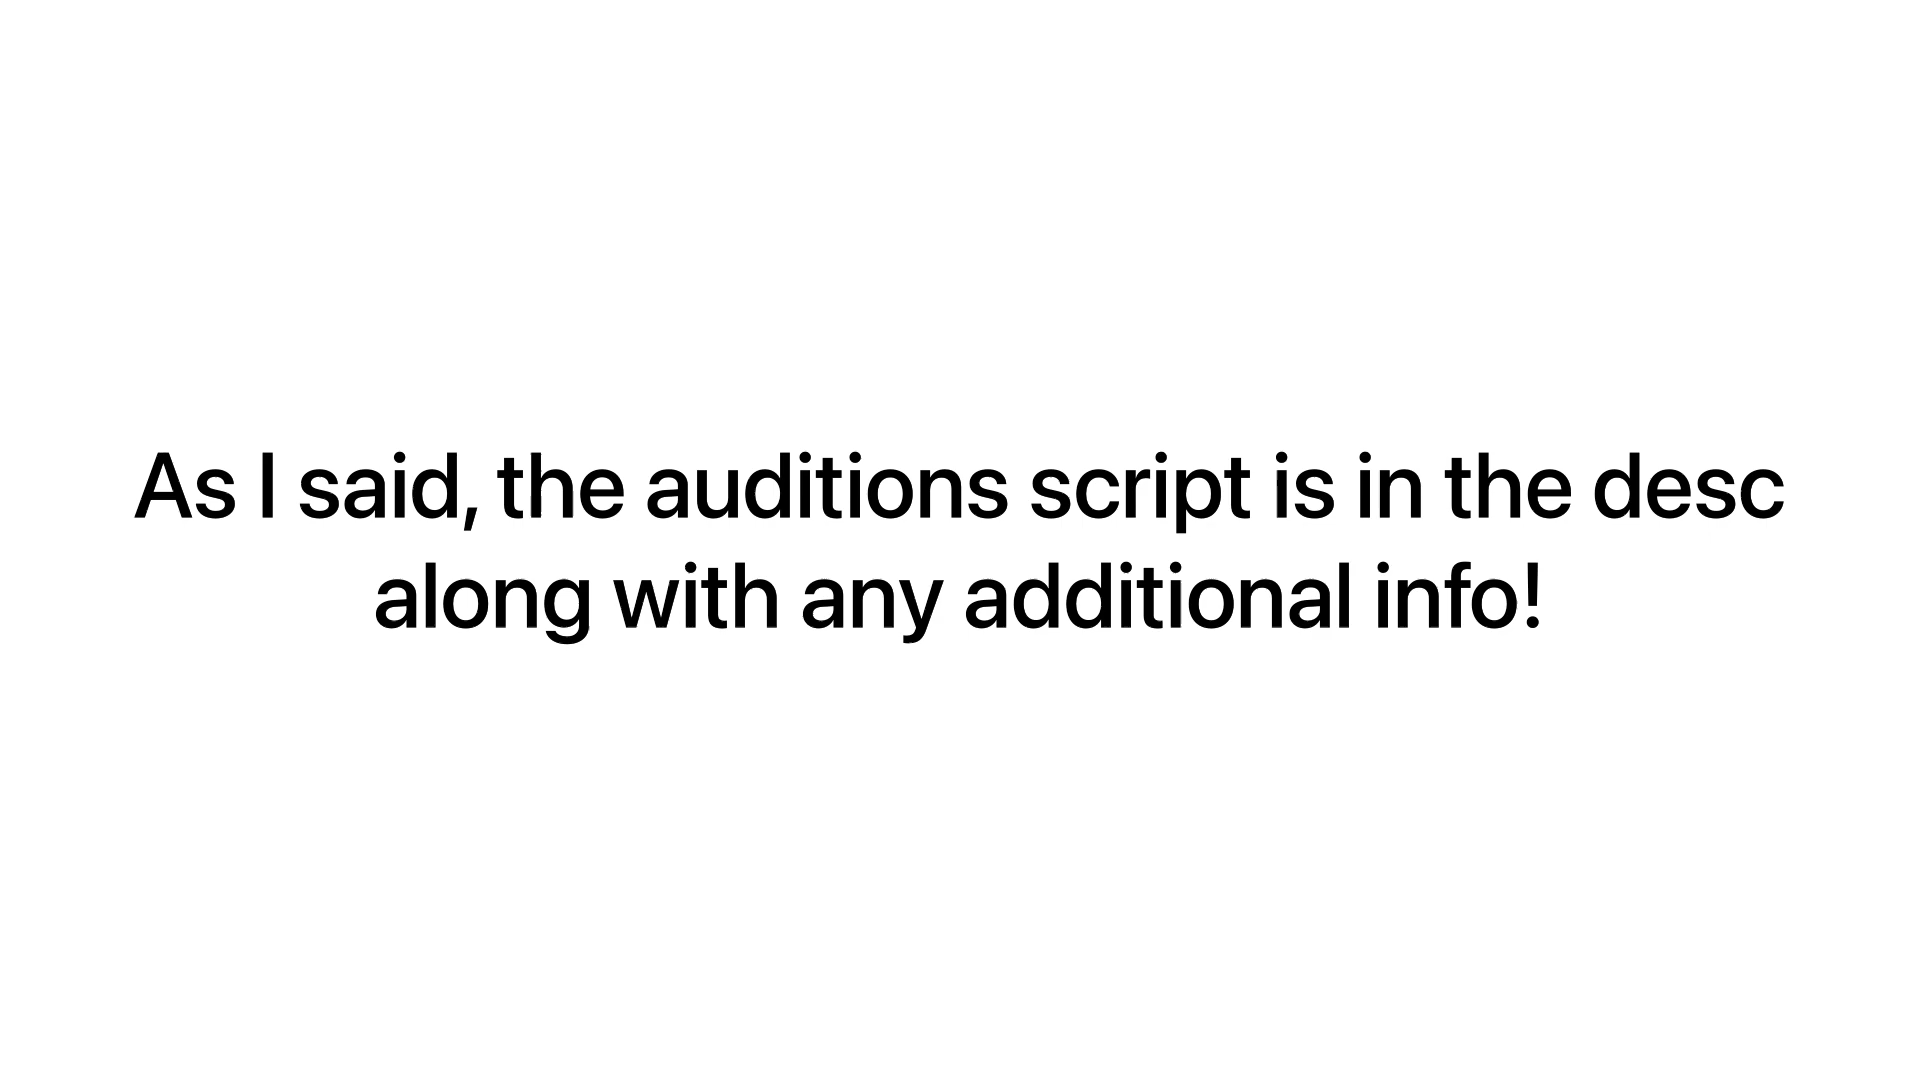 As I said, the auditions script is in the desc
along with any additional info!